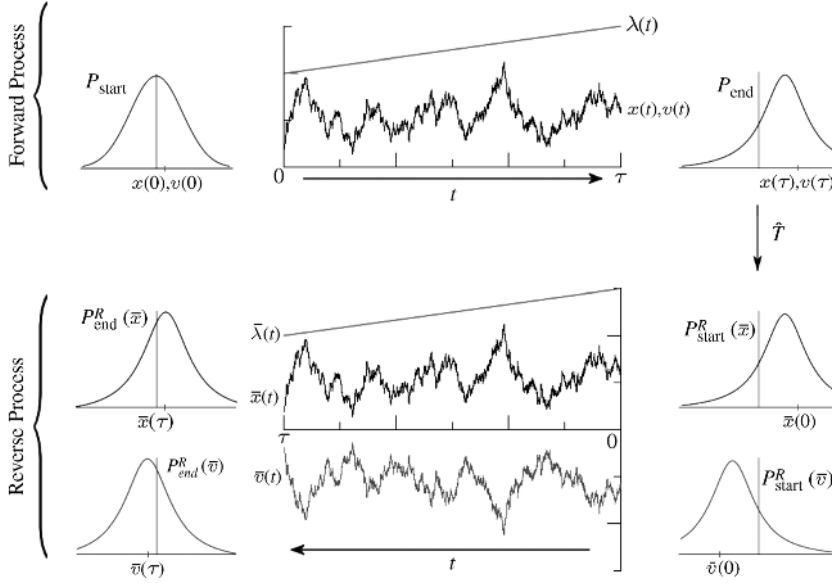 Forward Process
P_start
x(0),v(0)
λ(t)
x(t),v(t)
0
τ
t
P_end
x(τ),v(τ)
T̂
Reverse Process
P^R_end (x̄)
x̄(τ)
λ̄(t)
x̄(t)
τ
0
P^R_start (x̄)
x̄(0)
P^R_end (v̄)
v̄(τ)
v̄(t)
t
P^R_start (v̄)
v̄(0)